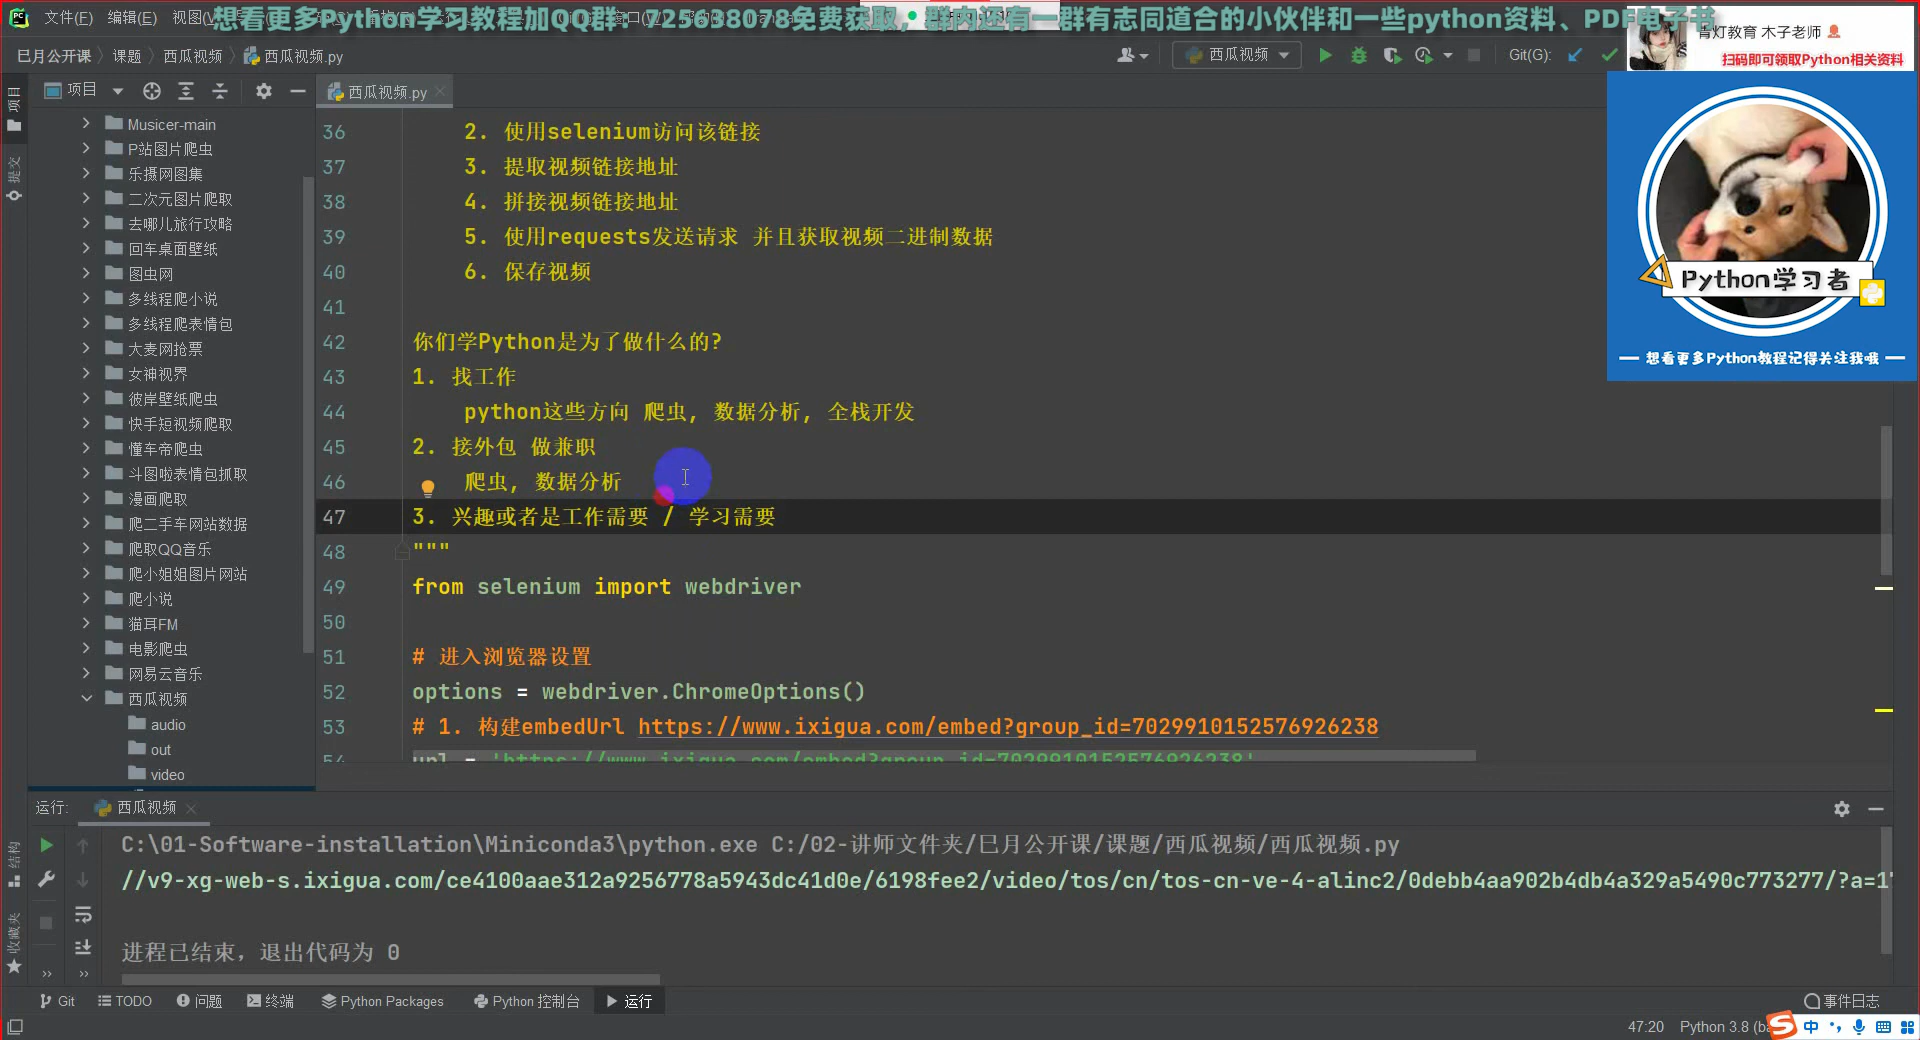 文件(F) 编辑(E) 视图(V)
想看更多Python学习教程加QQ群：725638078免费获取，群内还有一群有志同道合的小伙伴和一些python资料、PDF电子书
青灯教育 木子老师
扫码即可领取Python相关资料
巳月公开课 〉 课题 〉 西瓜视频 〉 西瓜视频.py
西瓜视频
Git(G):
项目
西瓜视频.py
项目
提交
Musicer-main
P站图片爬虫
乐摄网图集
二次元图片爬取
去哪儿旅行攻略
回车桌面壁纸
图虫网
多线程爬小说
多线程爬表情包
大麦网抢票
女神视界
彼岸壁纸爬虫
快手短视频爬取
懂车帝爬虫
斗图啦表情包抓取
漫画爬取
爬二手车网站数据
爬取QQ音乐
爬小姐姐图片网站
爬小说
猫耳FM
电影爬虫
网易云音乐
西瓜视频
audio
out
video
36 2. 使用selenium访问该链接
37 3. 提取视频链接地址
38 4. 拼接视频链接地址
39 5. 使用requests发送请求 并且获取视频二进制数据
40 6. 保存视频
41
42 你们学Python是为了做什么的?
43 1. 找工作
44 python这些方向 爬虫, 数据分析, 全栈开发
45 2. 接外包 做兼职
46 爬虫, 数据分析
47 3. 兴趣或者是工作需要 / 学习需要
48 """
49 from selenium import webdriver
50
51 # 进入浏览器设置
52 options = webdriver.ChromeOptions()
53 # 1. 构建embedUrl https://www.ixigua.com/embed?group_id=7029910152576926238
54 url = 'https://www.ixigua.com/embed?group_id=7029910152576926238'
Python学习者
— 想看更多Python教程记得关注我哦 —
运行: 西瓜视频
C:\01-Software-installation\Miniconda3\python.exe C:/02-讲师文件夹/巳月公开课/课题/西瓜视频/西瓜视频.py
//v9-xg-web-s.ixigua.com/ce4100aae312a9256778a5943dc41d0e/6198fee2/video/tos/cn/tos-cn-ve-4-alinc2/0debb4aa902b4db4a329a5490c773277/?a=1
进程已结束，退出代码为 0
结构
收藏夹
Git TODO 问题 终端 Python Packages Python 控制台 运行
事件日志
47:20 Python 3.8 (ba
中